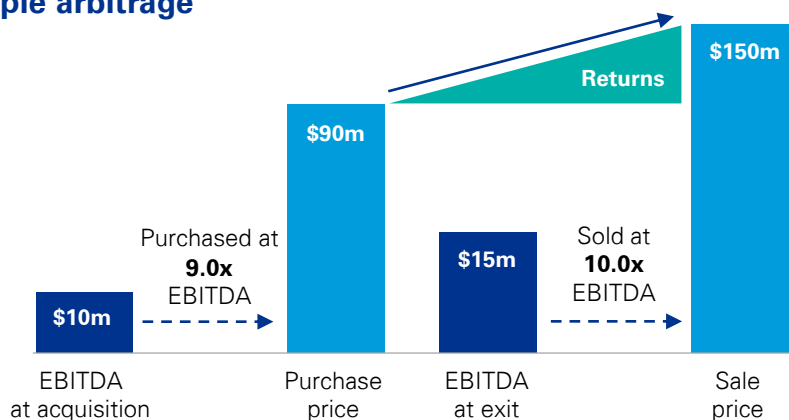 ple arbitrage
$150m
Returns
$90m
Purchased at
9.0x
EBITDA
Sold at
10.0x
EBITDA
$15m
$10m
EBITDA
at acquisition
Purchase
price
EBITDA
at exit
Sale
price